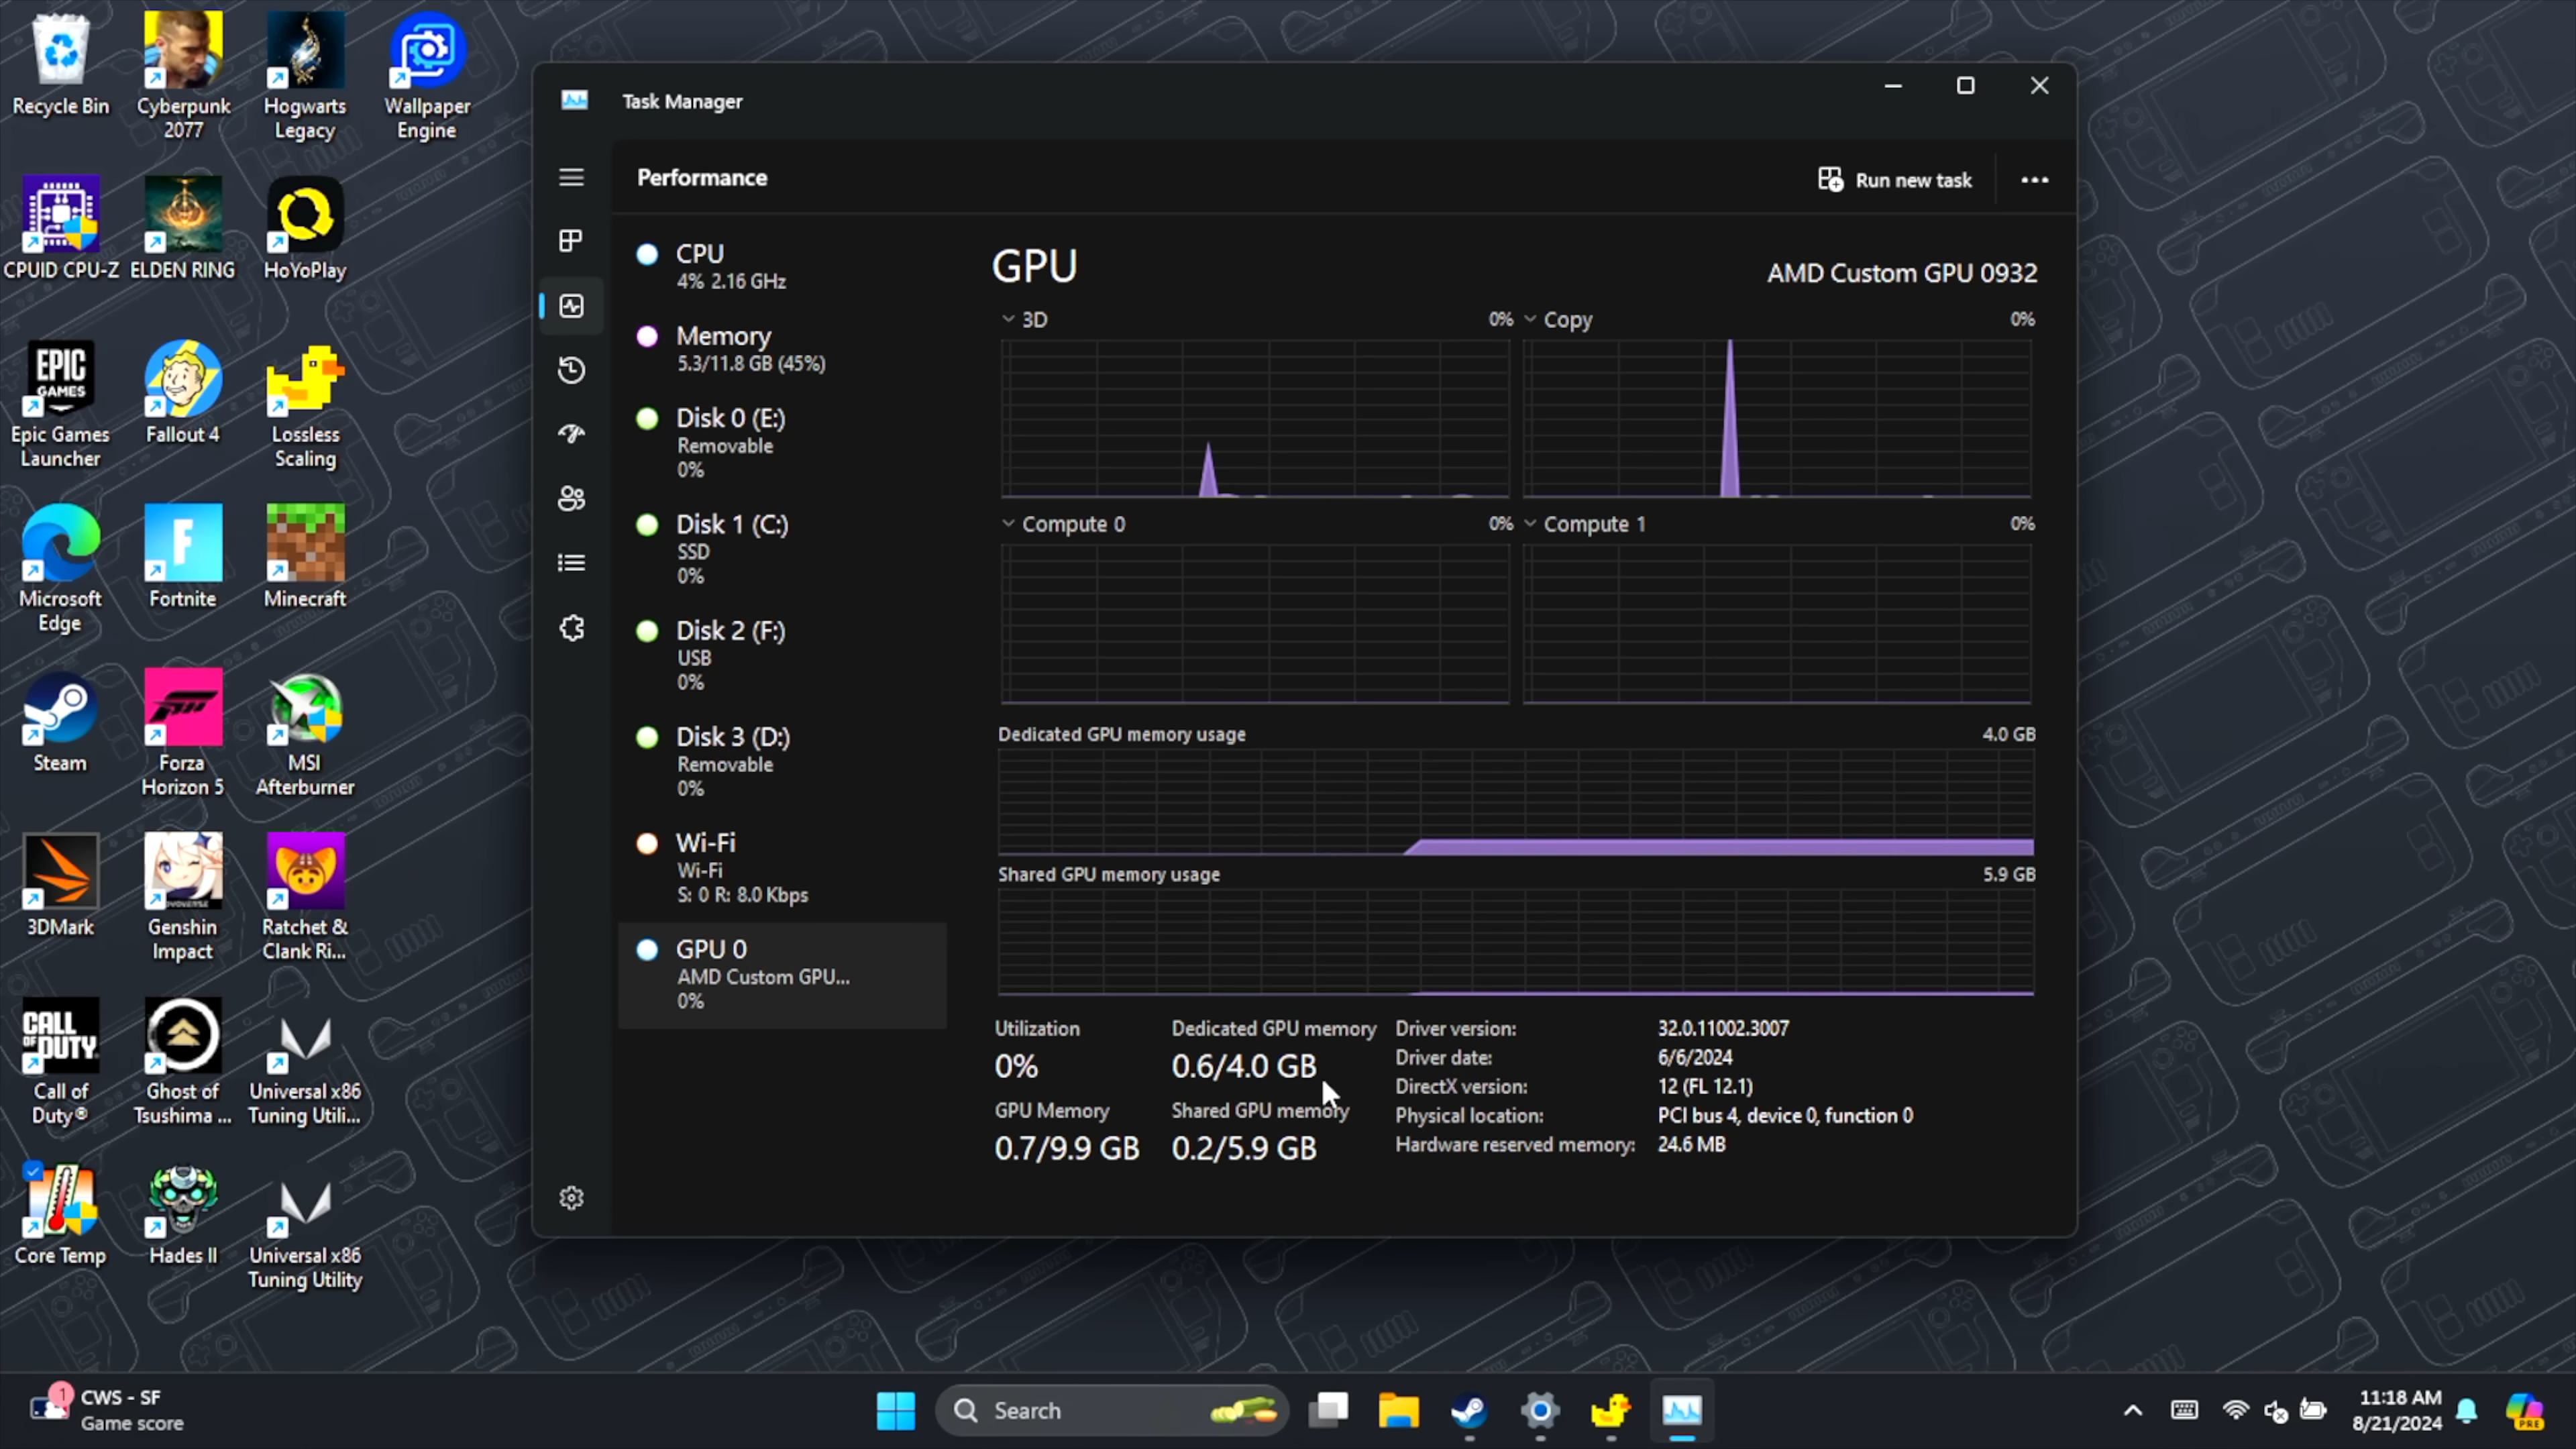 Recycle Bin
Cyberpunk
2077
Hogwarts
Legacy
Wallpaper
Engine
CPUID CPU-Z
ELDEN RING
HoYoPlay
EPIC
GAMES
Epic Games
Launcher
Fallout 4
Lossless
Scaling
Microsoft
Edge
F
Fortnite
Minecraft
Steam
Forza
Horizon 5
MSI
Afterburner
3DMark
Genshin
Impact
Ratchet &
Clank Ri...
CALL
OF DUTY
Call of
Duty®
Ghost of
Tsushima ...
Universal x86
Tuning Utili...
Core Temp
Hades II
Universal x86
Tuning Utility
Task Manager
Performance
Run new task
CPU
4% 2.16 GHz
Memory
5.3/11.8 GB (45%)
Disk 0 (E:)
Removable
0%
Disk 1 (C:)
SSD
0%
Disk 2 (F:)
USB
0%
Disk 3 (D:)
Removable
0%
Wi-Fi
Wi-Fi
S: 0 R: 8.0 Kbps
GPU 0
AMD Custom GPU...
0%
GPU
AMD Custom GPU 0932
3D 0%
Copy 0%
Compute 0 0%
Compute 1 0%
Dedicated GPU memory usage 4.0 GB
Shared GPU memory usage 5.9 GB
Utilization
0%
Dedicated GPU memory
0.6/4.0 GB
GPU Memory
0.7/9.9 GB
Shared GPU memory
0.2/5.9 GB
Driver version: 32.0.11002.3007
Driver date: 6/6/2024
DirectX version: 12 (FL 12.1)
Physical location: PCI bus 4, device 0, function 0
Hardware reserved memory: 24.6 MB
1
CWS - SF
Game score
Search
11:18 AM
8/21/2024
PRE